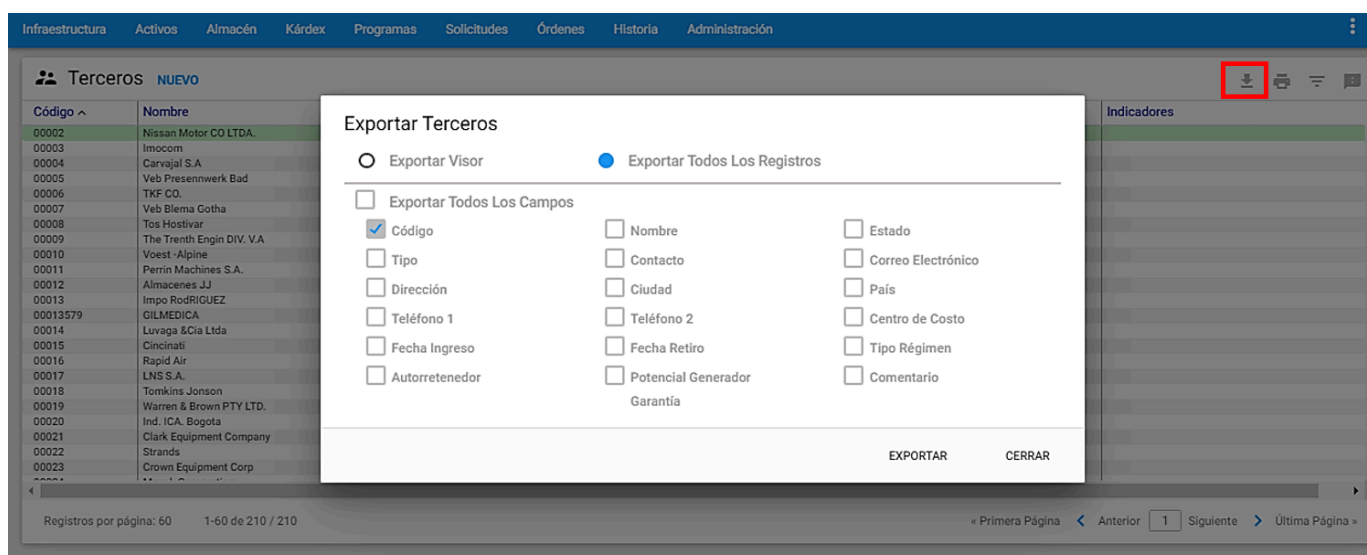 Infraestructura Activos Almacén Kárdex Programas Solicitudes Órdenes Historia Administración
Terceros NUEVO
Código Nombre Indicadores
00002 Nissan Motor CO LTDA.
00003 Imocom
00004 Carvajal S.A
00005 Veb Presennwerk Bad
00006 TKF CO.
00007 Veb Blema Gotha
00008 Tos Hostivar
00009 The Trenth Engin DIV. V.A
00010 Voest -Alpine
00011 Perrin Machines S.A.
00012 Almacenes JJ
00013 Impo RodRIGUEZ
00013579 GILMEDICA
00014 Luvaga &Cia Ltda
00015 Cincinati
00016 Rapid Air
00017 LNS S.A.
00018 Tomkins Jonson
00019 Warren & Brown PTY LTD.
00020 Ind. ICA. Bogota
00021 Clark Equipment Company
00022 Strands
00023 Crown Equipment Corp
Exportar Terceros
Exportar Visor Exportar Todos Los Registros
Exportar Todos Los Campos
Código Nombre Estado
Tipo Contacto Correo Electrónico
Dirección Ciudad País
Teléfono 1 Teléfono 2 Centro de Costo
Fecha Ingreso Fecha Retiro Tipo Régimen
Autorretenedor Potencial Generador Comentario
Garantía
EXPORTAR CERRAR
Registros por página: 60 1-60 de 210 / 210 « Primera Página Anterior 1 Siguiente Última Página »